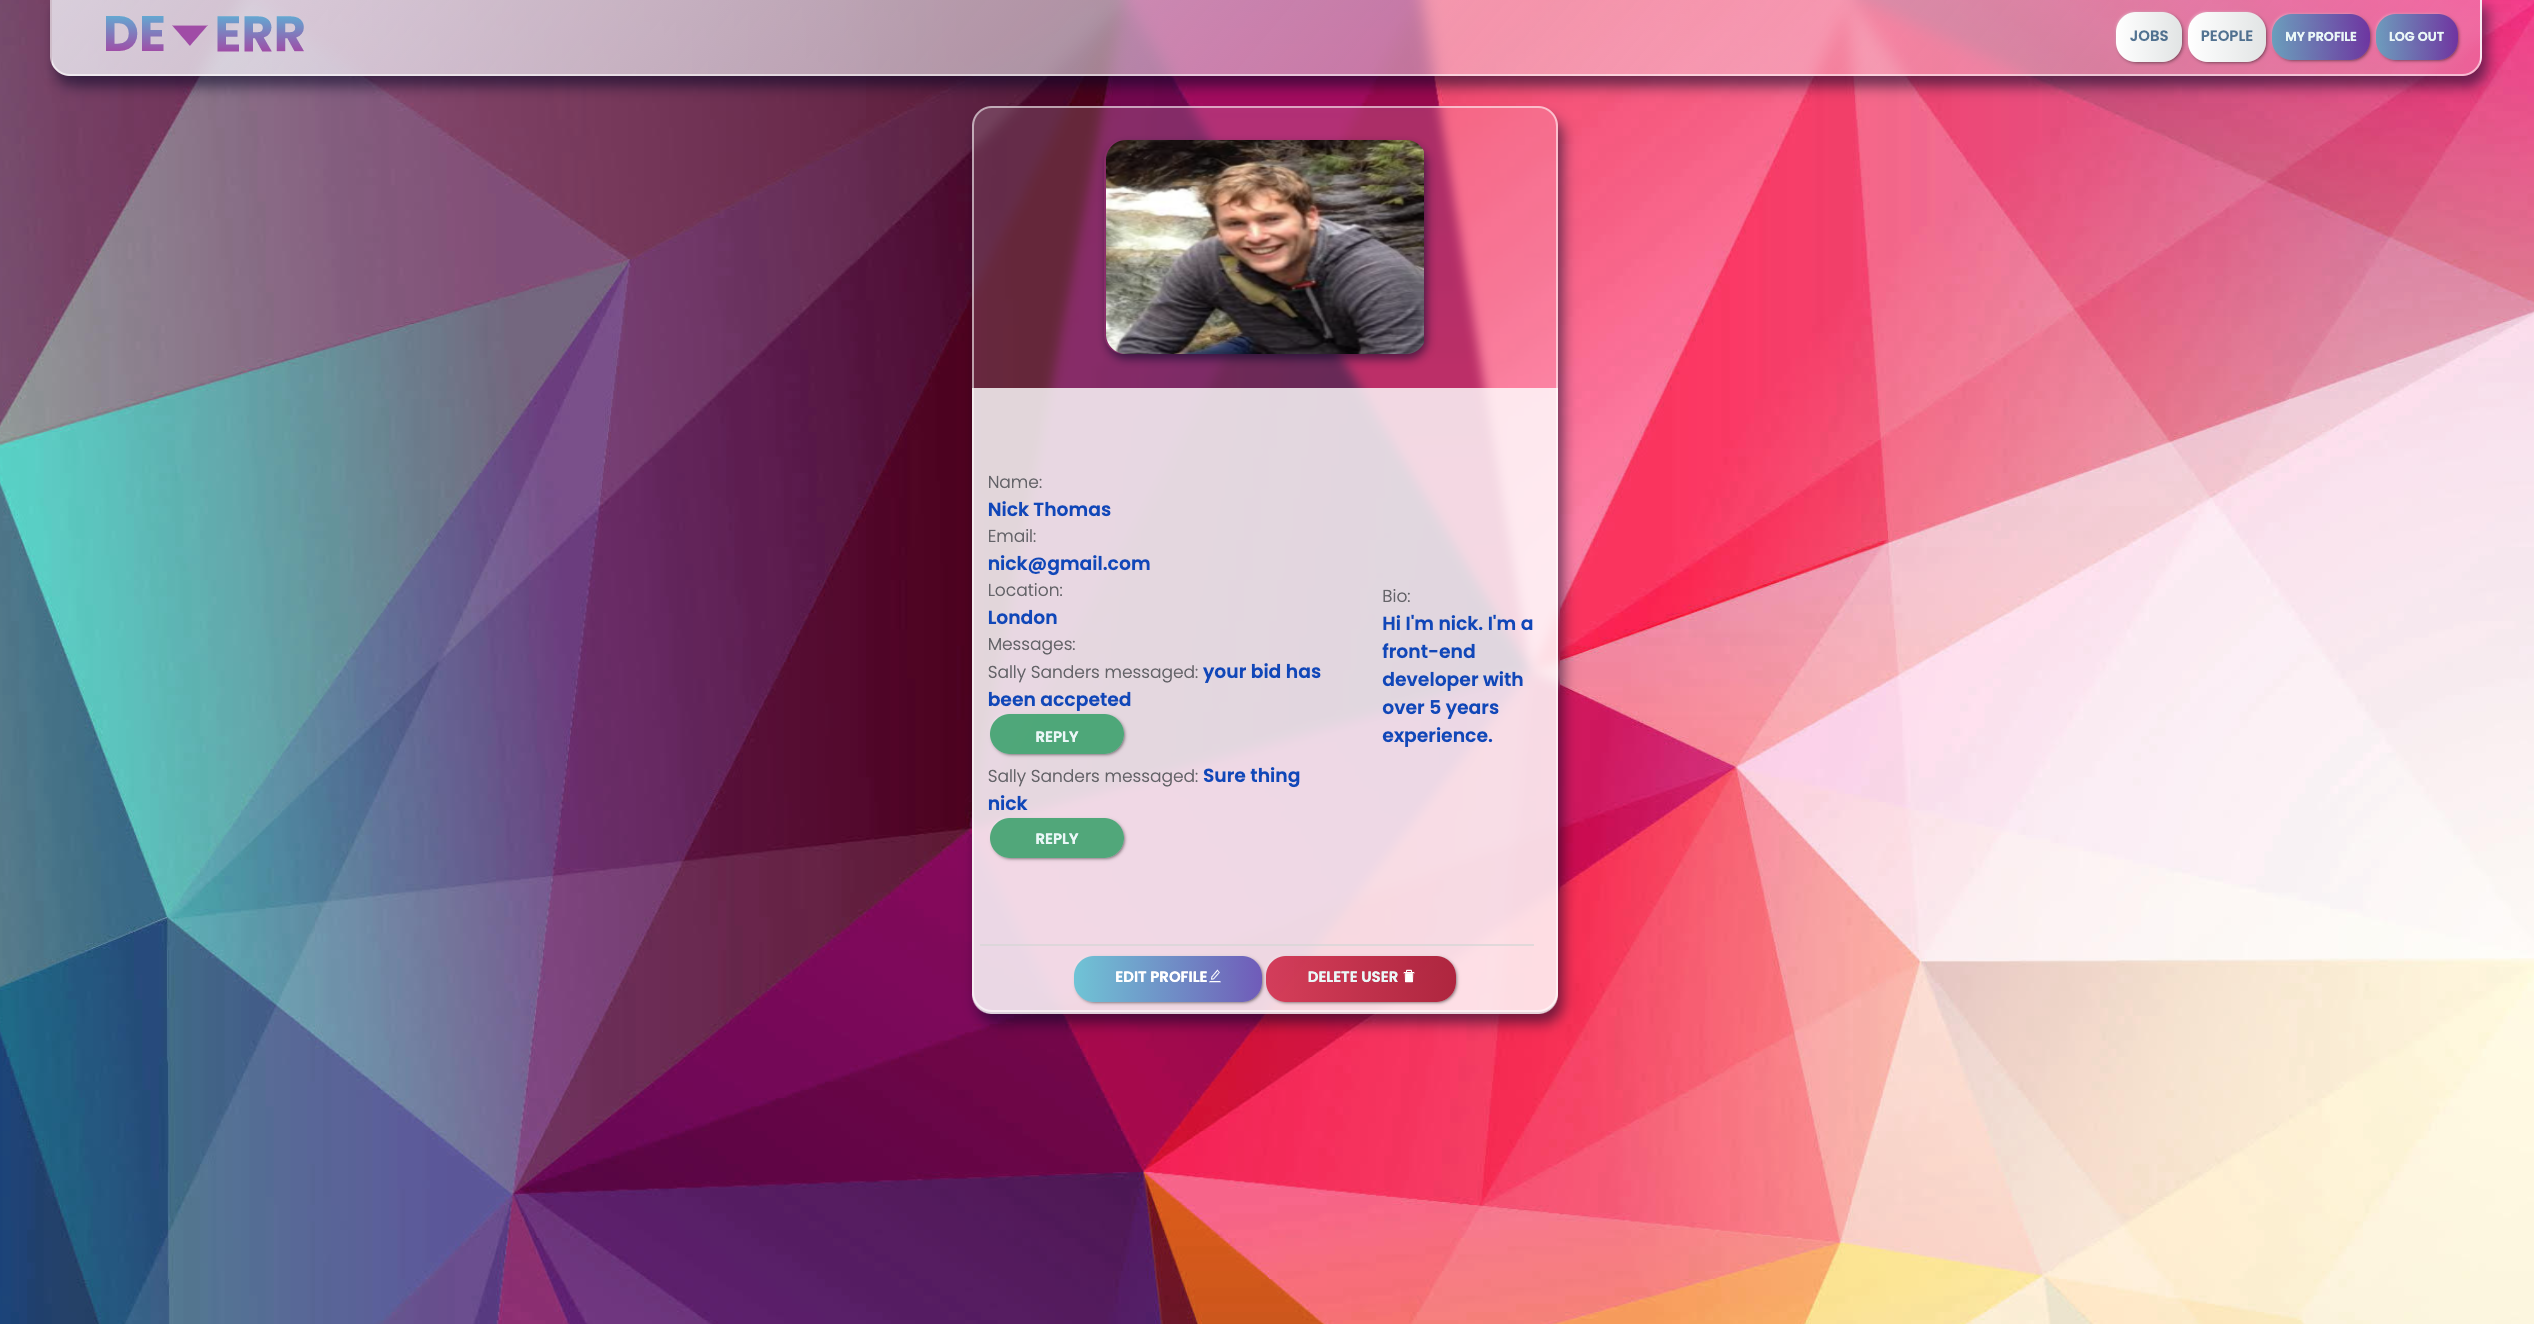 DE▼ERR
JOBS
PEOPLE
MY PROFILE
LOG OUT
Name:
Nick Thomas
Email:
nick@gmail.com
Location:
London
Messages:
Sally Sanders messaged: your bid has
been accpeted
REPLY
Sally Sanders messaged: Sure thing
nick
REPLY
Bio:
Hi I'm nick. I'm a
front-end
developer with
over 5 years
experience.
EDIT PROFILE
DELETE USER